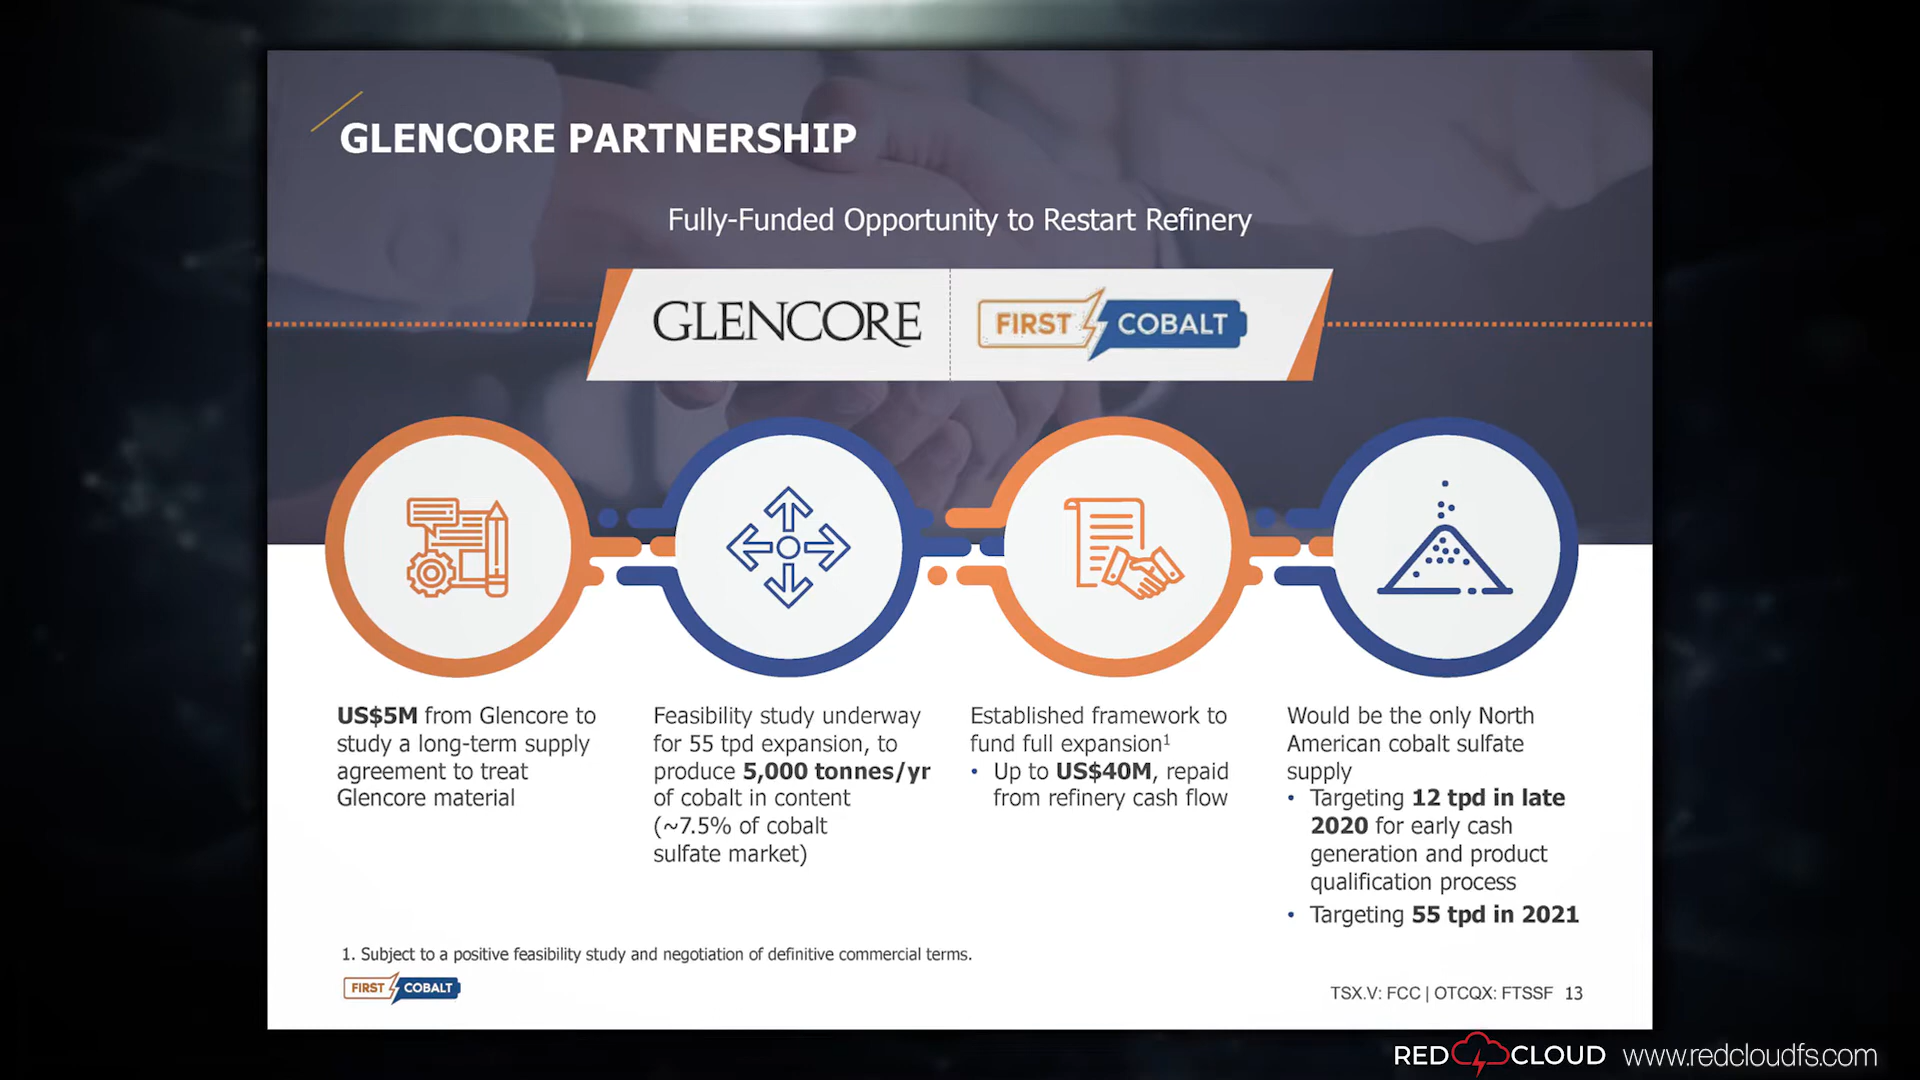 GLENCORE PARTNERSHIP
Fully-Funded Opportunity to Restart Refinery
GLENCORE
FIRST COBALT
US$5M from Glencore to
study a long-term supply
agreement to treat
Glencore material
Feasibility study underway
for 55 tpd expansion, to
produce 5,000 tonnes/yr
of cobalt in content
(~7.5% of cobalt
sulfate market)
Established framework to
fund full expansion¹
• Up to US$40M, repaid
from refinery cash flow
Would be the only North
American cobalt sulfate
supply
• Targeting 12 tpd in late
2020 for early cash
generation and product
qualification process
• Targeting 55 tpd in 2021
1. Subject to a positive feasibility study and negotiation of definitive commercial terms.
FIRST COBALT
TSX.V: FCC | OTCQX: FTSSF 13
RED CLOUD www.redcloudfs.com